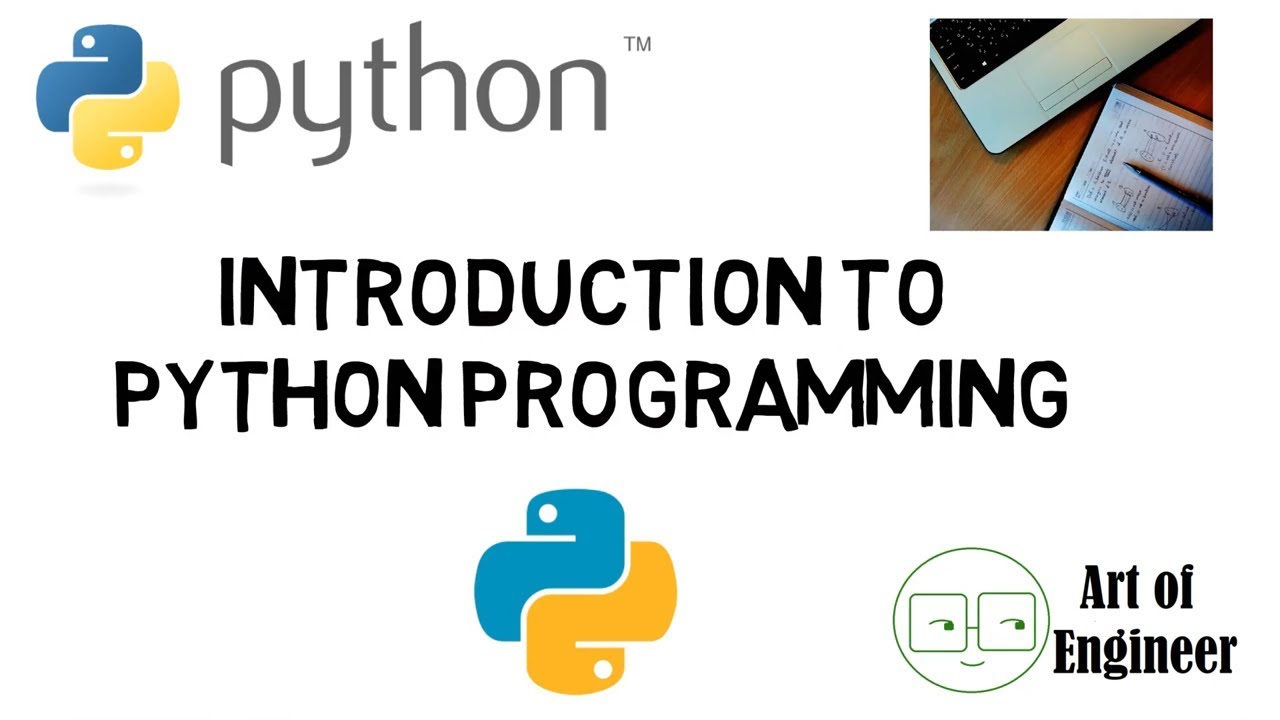 python™
INTRODUCTION TO
PYTHON PROGRAMMING
Art of
Engineer